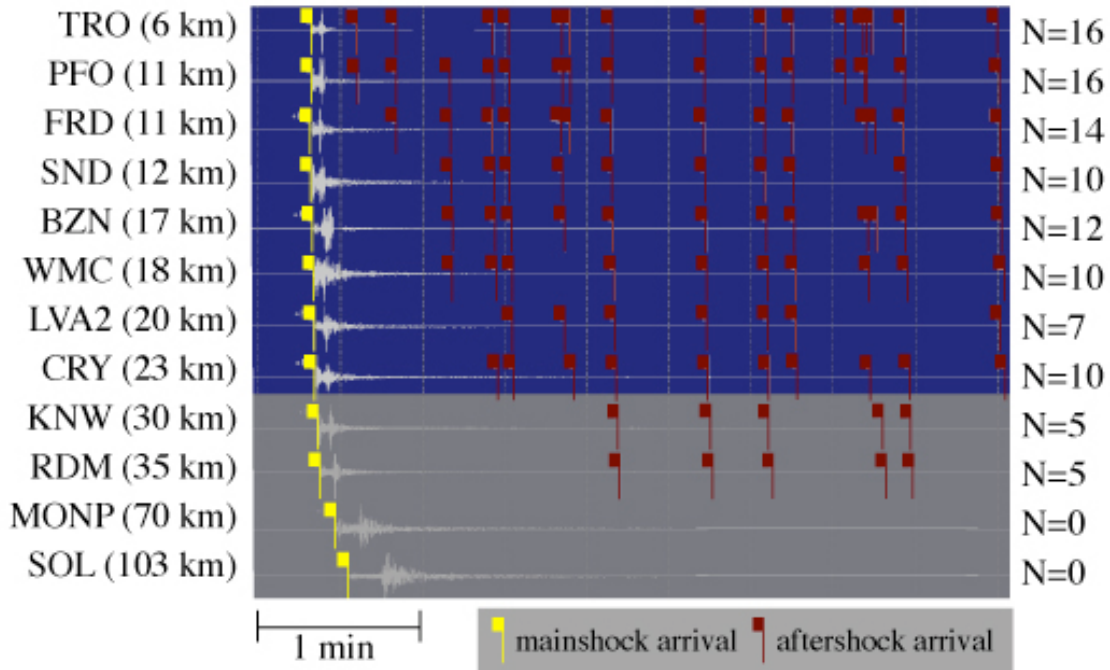 TRO (6 km) N=16
PFO (11 km) N=16
FRD (11 km) N=14
SND (12 km) N=10
BZN (17 km) N=12
WMC (18 km) N=10
LVA2 (20 km) N=7
CRY (23 km) N=10
KNW (30 km) N=5
RDM (35 km) N=5
MONP (70 km) N=0
SOL (103 km) N=0
1 min mainshock arrival aftershock arrival